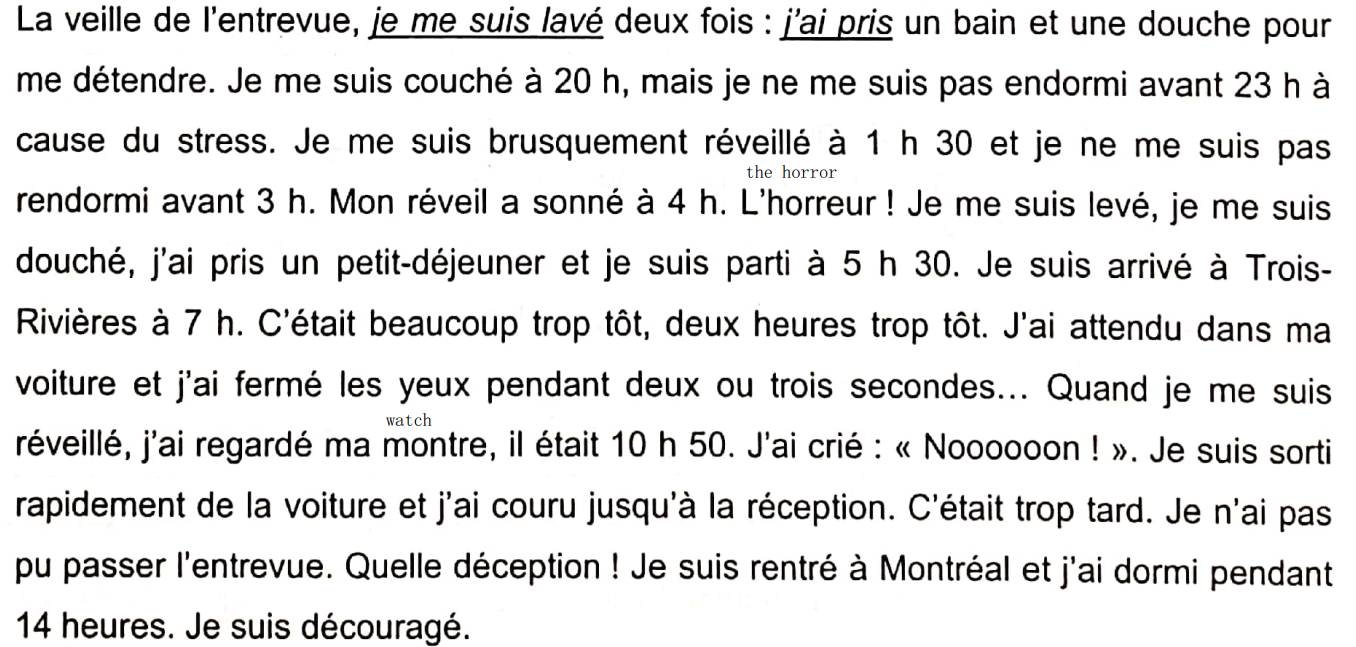 La veille de l'entrevue, je me suis lavé deux fois : j'ai pris un bain et une douche pour
me détendre. Je me suis couché à 20 h, mais je ne me suis pas endormi avant 23 h à
cause du stress. Je me suis brusquement réveillé à 1 h 30 et je ne me suis pas
the horror
rendormi avant 3 h. Mon réveil a sonné à 4 h. L'horreur ! Je me suis levé, je me suis
douché, j'ai pris un petit-déjeuner et je suis parti à 5 h 30. Je suis arrivé à Trois-
Rivières à 7 h. C'était beaucoup trop tôt, deux heures trop tôt. J'ai attendu dans ma
voiture et j'ai fermé les yeux pendant deux ou trois secondes... Quand je me suis
watch
réveillé, j'ai regardé ma montre, il était 10 h 50. J'ai crié : « Nooooooon ! ». Je suis sorti
rapidement de la voiture et j'ai couru jusqu'à la réception. C'était trop tard. Je n'ai pas
pu passer l'entrevue. Quelle déception ! Je suis rentré à Montréal et j'ai dormi pendant
14 heures. Je suis découragé.